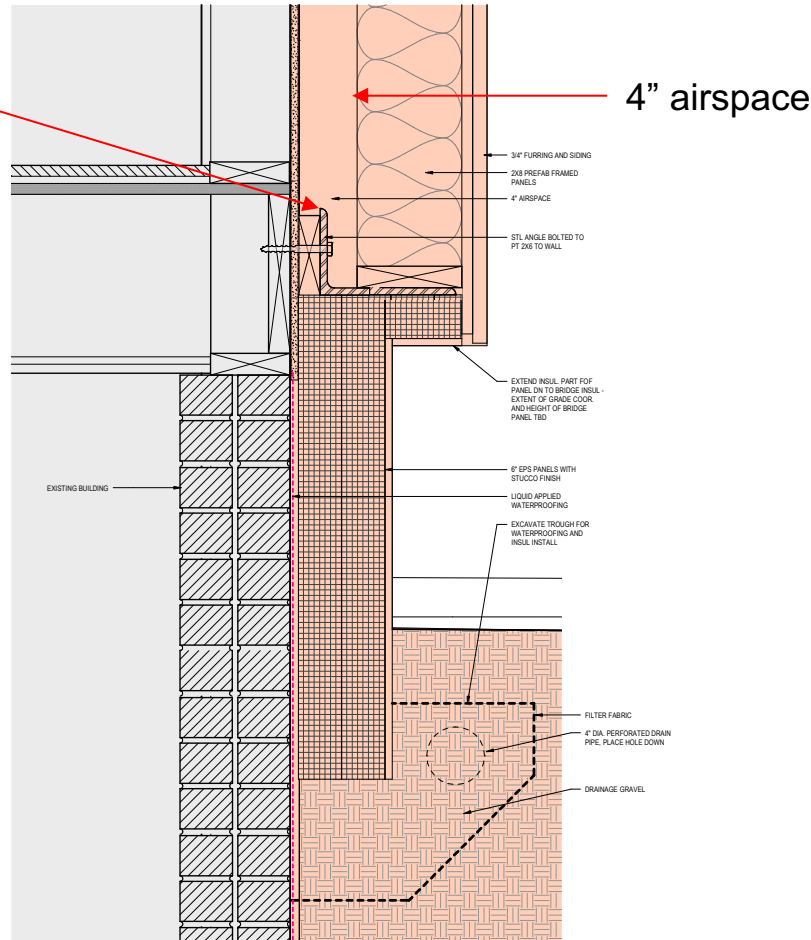 4” airspace
3/4" FURRING AND SIDING
2X8 PREFAB FRAMED
PANELS
4" AIRSPACE
STL ANGLE BOLTED TO
PT 2X6 TO WALL
EXTEND INSUL. PART FOF
PANEL DN TO BRIDGE INSUL -
EXTENT OF GRADE COOR.
AND HEIGHT OF BRIDGE
PANEL TBD
EXISTING BUILDING
6" EPS PANELS WITH
STUCCO FINISH
LIQUID APPLIED
WATERPROOFING
EXCAVATE TROUGH FOR
WATERPROOFING AND
INSUL INSTALL
FILTER FABRIC
4" DIA. PERFORATED DRAIN
PIPE, PLACE HOLE DOWN
DRAINAGE GRAVEL